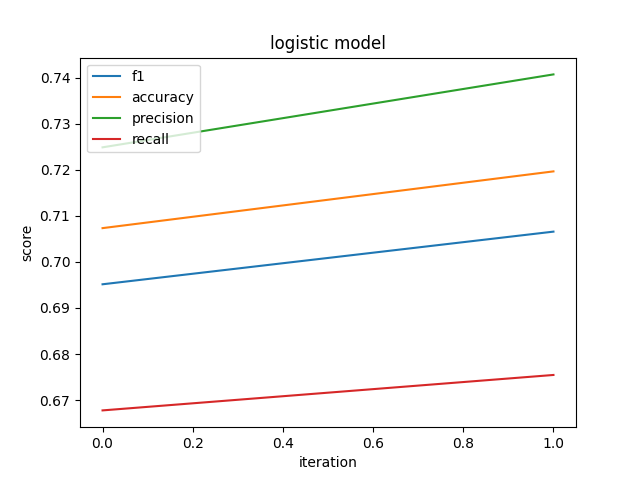 logistic model
f1
accuracy
precision
recall
0.74
0.73
0.72
0.71
0.70
0.69
0.68
0.67
score
0.0 0.2 0.4 0.6 0.8 1.0
iteration